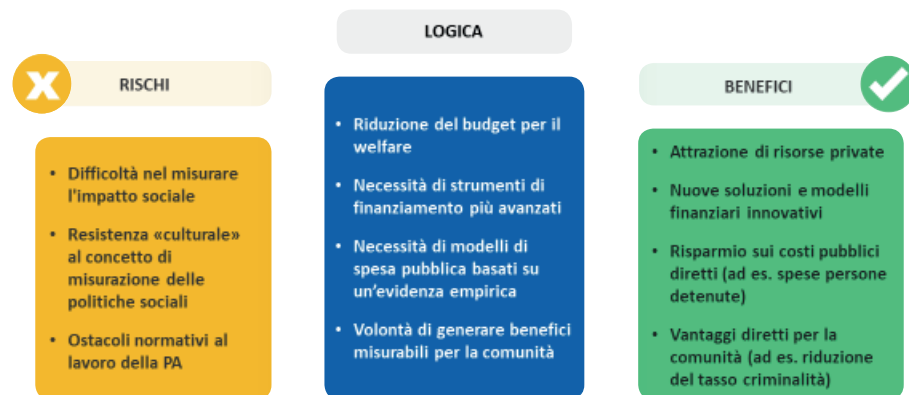 LOGICA
RISCHI
BENEFICI
• Difficoltà nel misurare
l'impatto sociale
• Resistenza «culturale»
al concetto di
misurazione delle
politiche sociali
• Ostacoli normativi al
lavoro della PA
• Riduzione del budget per il
welfare
• Necessità di strumenti di
finanziamento più avanzati
• Necessità di modelli di
spesa pubblica basati su
un'evidenza empirica
• Volontà di generare benefici
misurabili per la comunità
• Attrazione di risorse private
• Nuove soluzioni e modelli
finanziari innovativi
• Risparmio sui costi pubblici
diretti (ad es. spese persone
detenute)
• Vantaggi diretti per la
comunità (ad es. riduzione
del tasso criminalità)